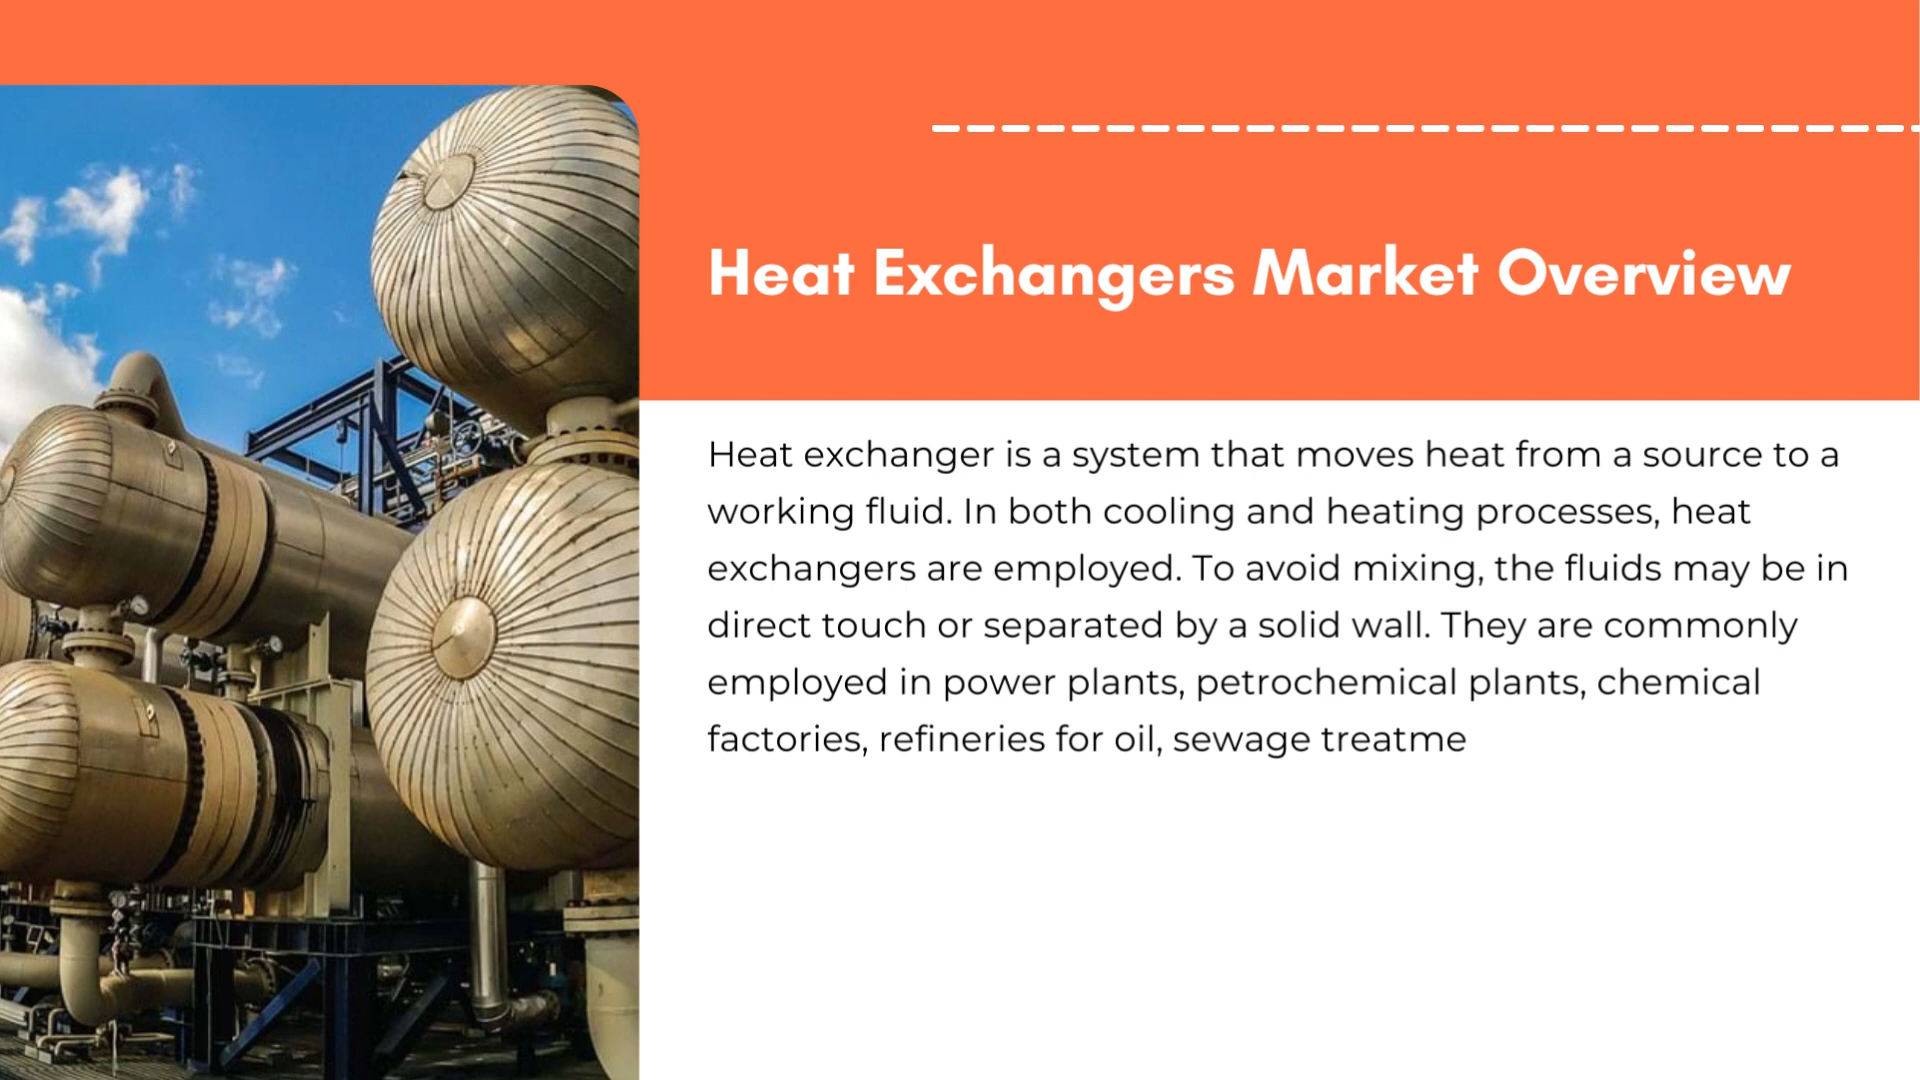 Heat Exchangers Market Overview
Heat exchanger is a system that moves heat from a source to a
working fluid. In both cooling and heating processes, heat
exchangers are employed. To avoid mixing, the fluids may be in
direct touch or separated by a solid wall. They are commonly
employed in power plants, petrochemical plants, chemical
factories, refineries for oil, sewage treatme